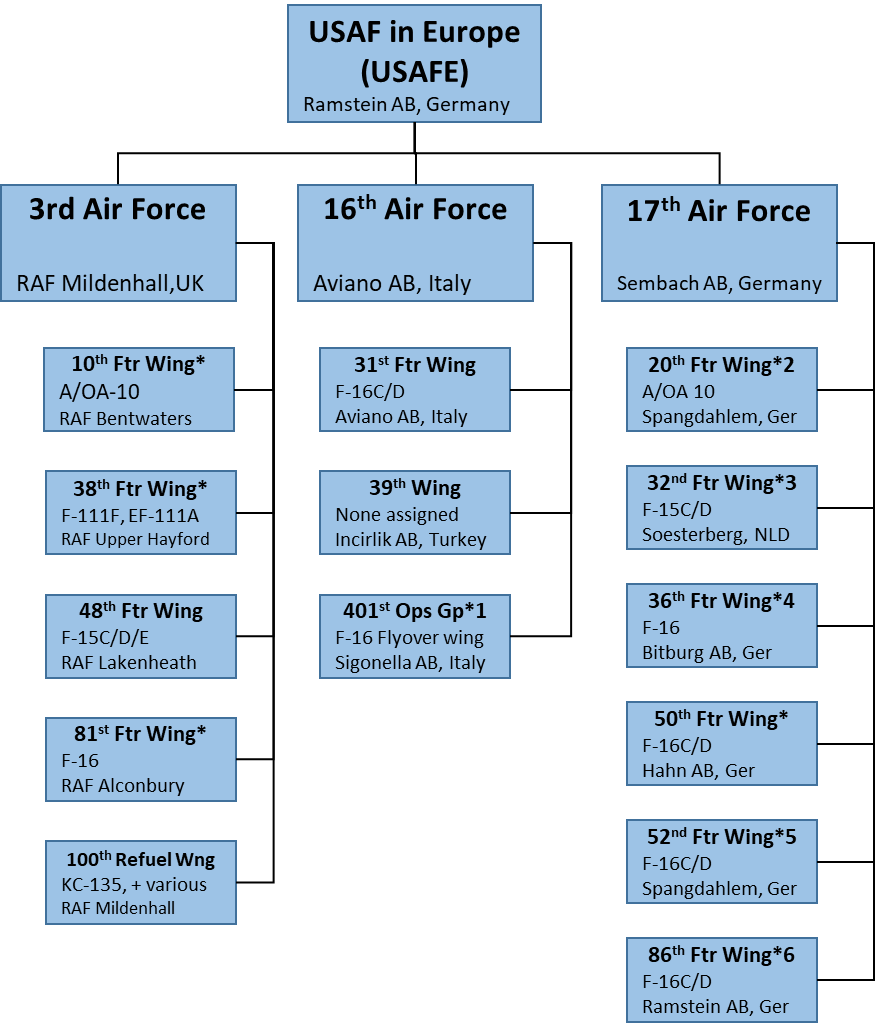 USAF in Europe
(USAFE)
Ramstein AB, Germany
3rd Air Force
RAF Mildenhall,UK
16th Air Force
Aviano AB, Italy
17th Air Force
Sembach AB, Germany
10th Ftr Wing*
A/OA-10
RAF Bentwaters
38th Ftr Wing*
F-111F, EF-111A
RAF Upper Hayford
48th Ftr Wing
F-15C/D/E
RAF Lakenheath
81st Ftr Wing*
F-16
RAF Alconbury
100th Refuel Wng
KC-135, + various
RAF Mildenhall
31st Ftr Wing
F-16C/D
Aviano AB, Italy
39th Wing
None assigned
Incirlik AB, Turkey
401st Ops Gp*1
F-16 Flyover wing
Sigonella AB, Italy
20th Ftr Wing*2
A/OA 10
Spangdahlem, Ger
32nd Ftr Wing*3
F-15C/D
Soesterberg, NLD
36th Ftr Wing*4
F-16
Bitburg AB, Ger
50th Ftr Wing*
F-16C/D
Hahn AB, Ger
52nd Ftr Wing*5
F-16C/D
Spangdahlem, Ger
86th Ftr Wing*6
F-16C/D
Ramstein AB, Ger